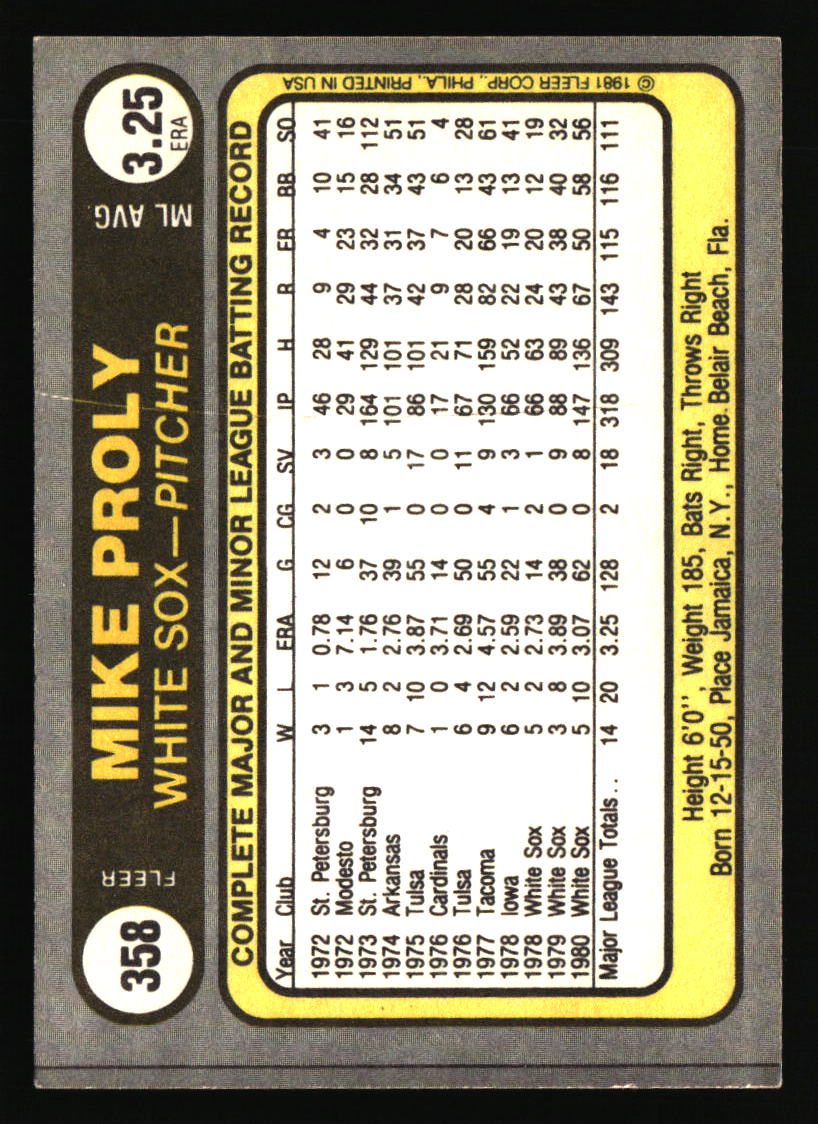 358
FLEER
MIKE PROLY
WHITE SOX—PITCHER
ML AVG.
3.25
ERA
COMPLETE MAJOR AND MINOR LEAGUE BATTING RECORD
Year Club W L ERA G CG SV IP H R ER BB SO
1972 St. Petersburg 3 1 0.78 12 2 3 46 28 9 4 10 41
1972 Modesto 1 3 7.14 6 0 0 29 41 29 23 15 16
1973 St. Petersburg 14 5 1.76 37 10 8 164 129 44 32 28 112
1974 Arkansas 8 2 2.76 39 1 5 101 101 37 31 34 51
1975 Tulsa 7 10 3.87 55 0 17 86 101 42 37 43 51
1976 Cardinals 1 0 3.71 14 0 0 17 21 9 7 6 4
1976 Tulsa 6 4 2.69 50 0 11 67 71 28 20 13 28
1977 Tacoma 9 12 4.57 55 4 9 130 159 82 66 43 61
1978 Iowa 6 2 2.59 22 1 3 66 52 22 19 13 41
1978 White Sox 5 2 2.73 14 2 1 66 63 24 20 12 19
1979 White Sox 3 8 3.89 38 0 9 88 89 43 38 40 32
1980 White Sox 5 10 3.07 62 0 8 147 136 67 50 58 56
Major League Totals... 14 20 3.25 128 2 18 318 309 143 115 116 111
Height 6'0'', Weight 185, Bats Right, Throws Right
Born 12-15-50, Place Jamaica, N.Y., Home. Belair Beach, Fla.
© 1981 FLEER CORP., PHILA., PRINTED IN USA